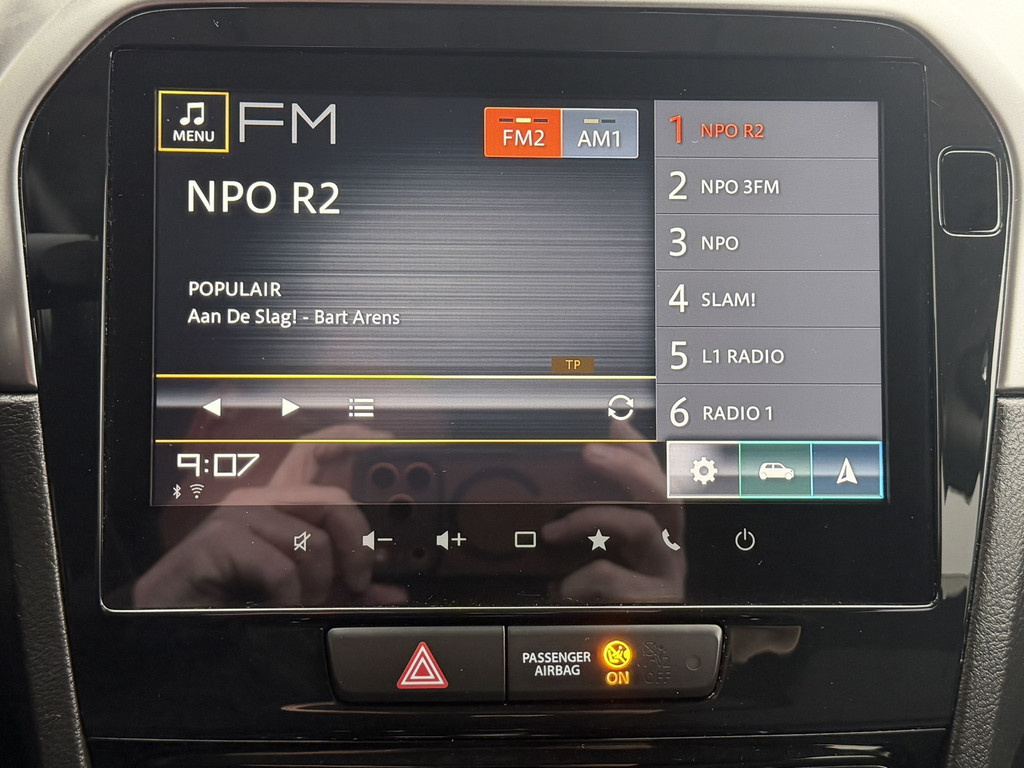 MENU
FM
FM2
AM1
NPO R2
POPULAIR
Aan De Slag! - Bart Arens
TP
1 NPO R2
2 NPO 3FM
3 NPO
4 SLAM!
5 L1 RADIO
6 RADIO 1
9:07
PASSENGER
AIRBAG
ON
OFF